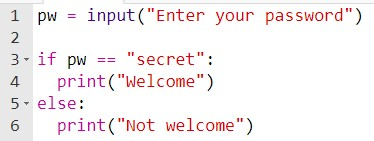 1 pw = input("Enter your password")
2
3 if pw == "secret":
4   print("Welcome")
5 else:
6   print("Not welcome")